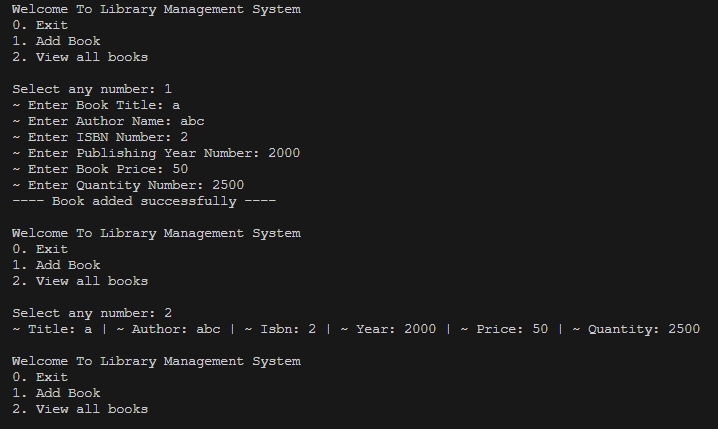 Welcome To Library Management System
0. Exit
1. Add Book
2. View all books
Select any number: 1
~ Enter Book Title: a
~ Enter Author Name: abc
~ Enter ISBN Number: 2
~ Enter Publishing Year Number: 2000
~ Enter Book Price: 50
~ Enter Quantity Number: 2500
---- Book added successfully ----
Welcome To Library Management System
0. Exit
1. Add Book
2. View all books
Select any number: 2
~ Title: a | ~ Author: abc | ~ Isbn: 2 | ~ Year: 2000 | ~ Price: 50 | ~ Quantity: 2500
Welcome To Library Management System
0. Exit
1. Add Book
2. View all books